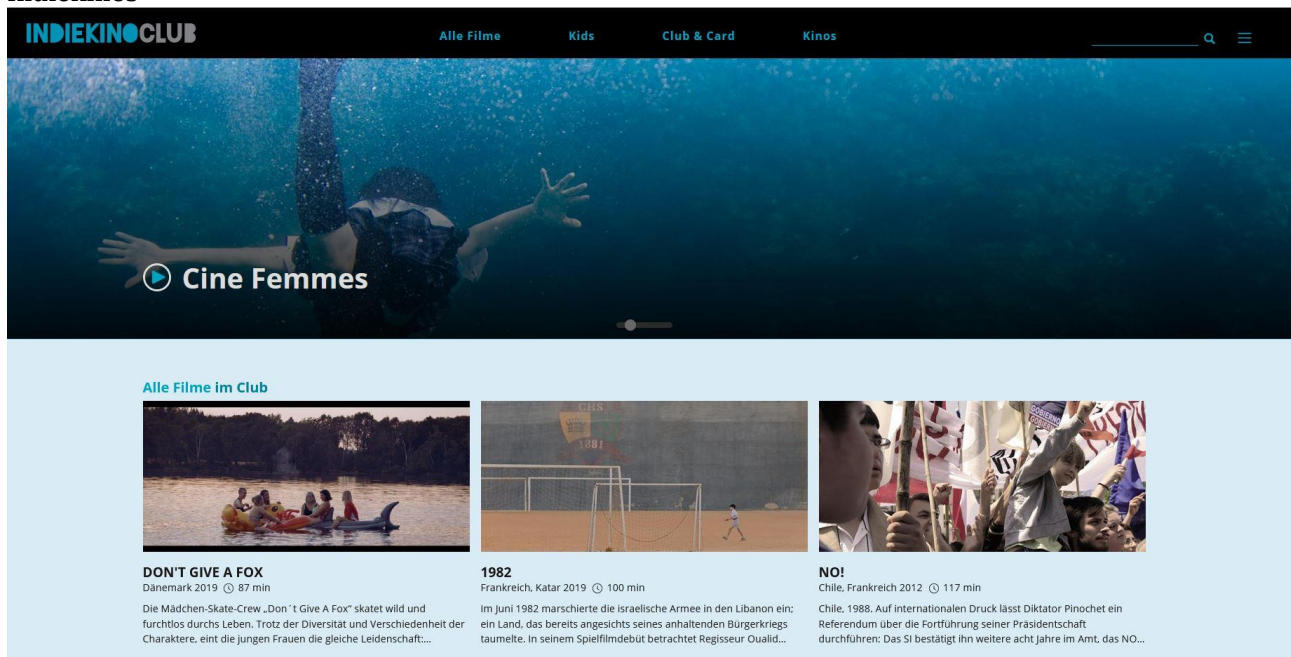 INDIEKINOCLUB
Alle Filme Kids Club & Card Kinos
Cine Femmes
Alle Filme im Club
CHS
1881
GOBIERNO
DON'T GIVE A FOX
Dänemark 2019 87 min
Die Mädchen-Skate-Crew „Don´t Give A Fox“ skatet wild und
furchtlos durchs Leben. Trotz der Diversität und Verschiedenheit der
Charaktere, eint die jungen Frauen die gleiche Leidenschaft:...
1982
Frankreich, Katar 2019 100 min
Im Juni 1982 marschierte die israelische Armee in den Libanon ein;
ein Land, das bereits angesichts seines anhaltenden Bürgerkriegs
taumelte. In seinem Spielfilmdebüt betrachtet Regisseur Oualid...
NO!
Chile, Frankreich 2012 117 min
Chile, 1988. Auf internationalen Druck lässt Diktator Pinochet ein
Referendum über die Fortführung seiner Präsidentschaft
durchführen: Das SI bestätigt ihn weitere acht Jahre im Amt, das NO...